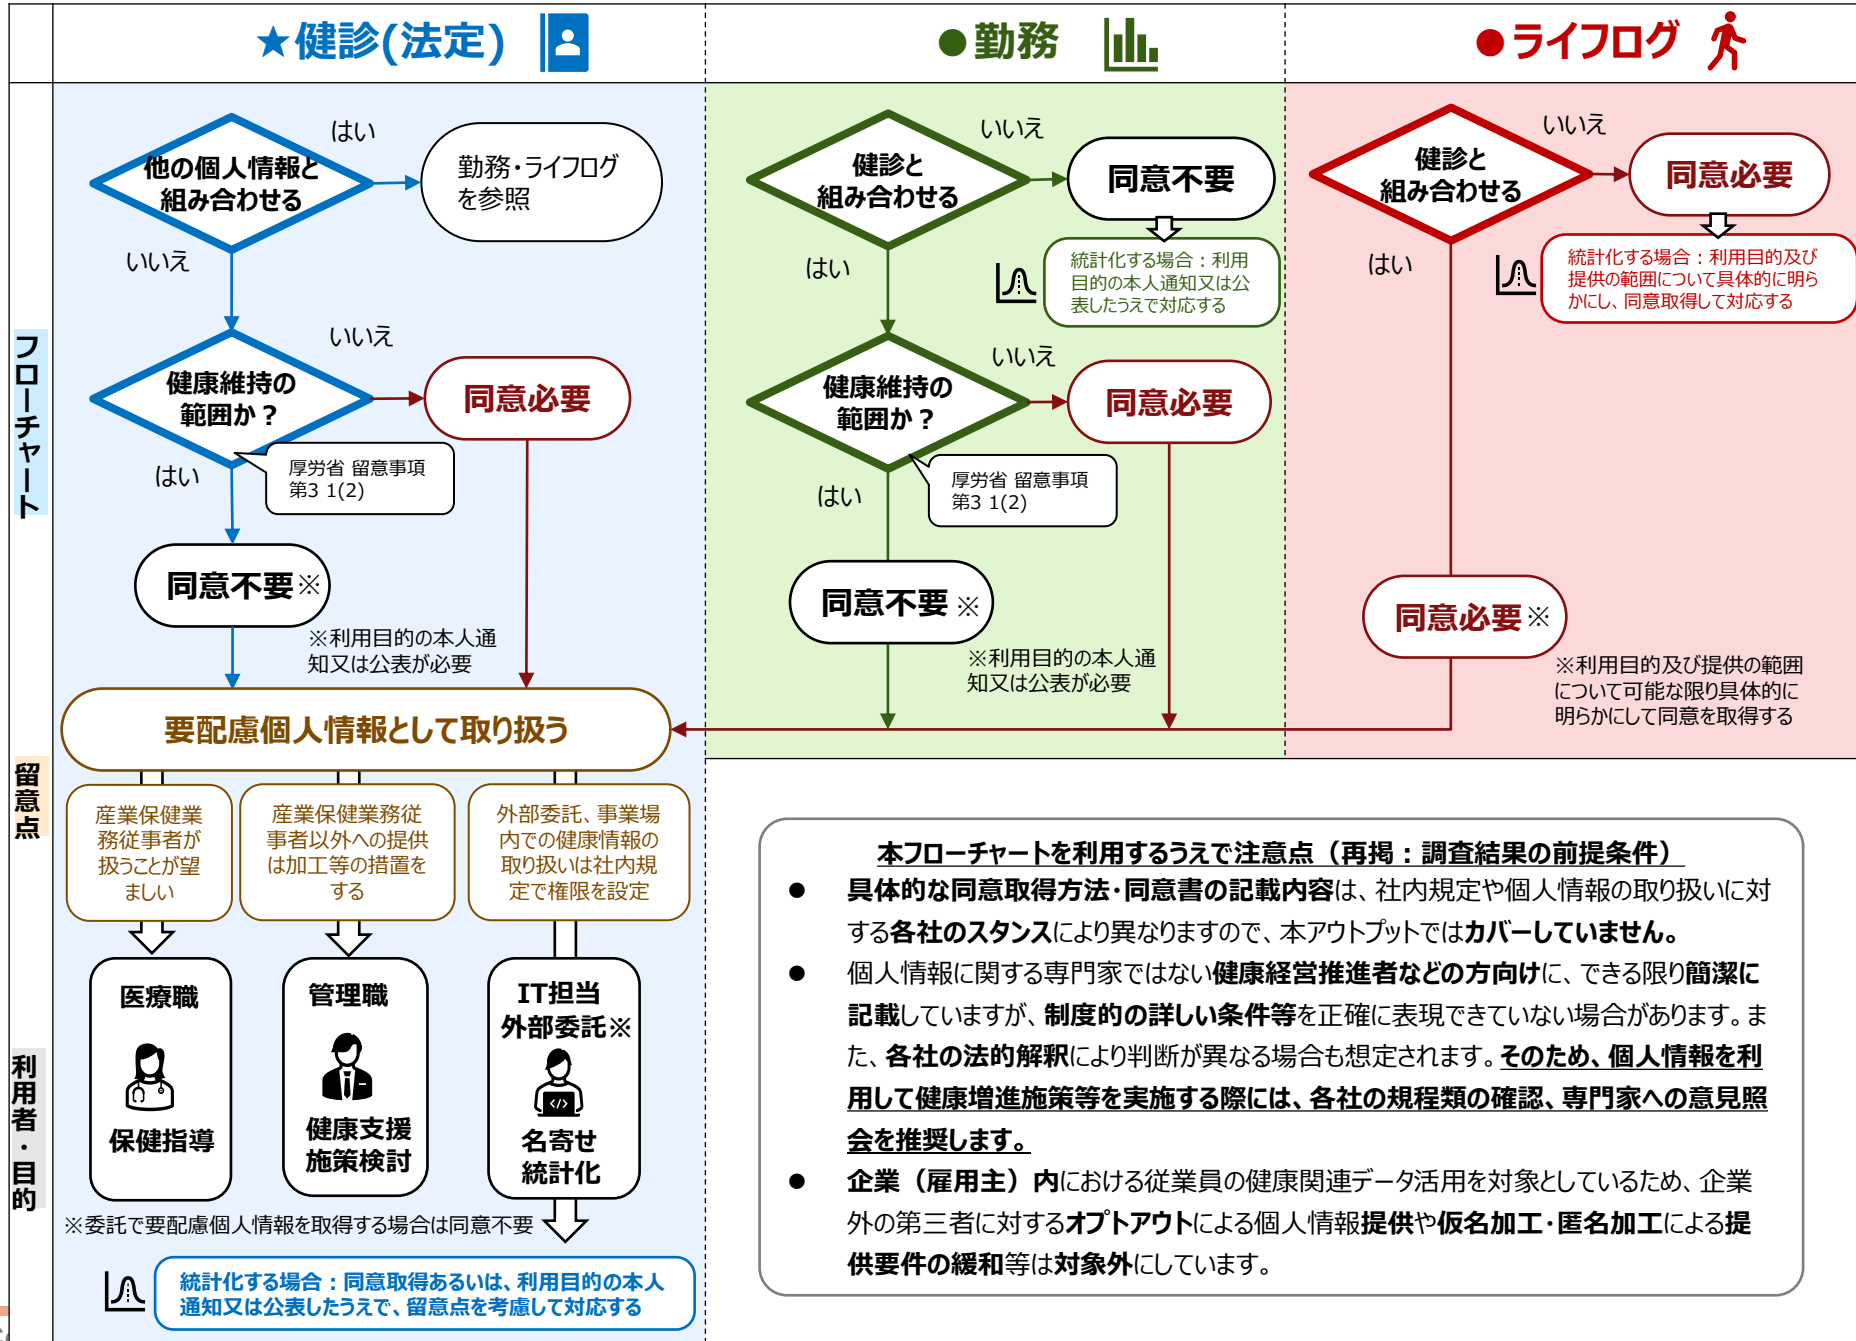 ★健診(法定)
●勤務
●ライフログ
フローチャート
留意点
利用者・目的
他の個人情報と
組み合わせる
はい
勤務・ライフログ
を参照
いいえ
健康維持の
範囲か？
いいえ
同意必要
厚労省 留意事項
第3 1(2)
はい
同意不要※
※利用目的の本人通
知又は公表が必要
健診と
組み合わせる
いいえ
同意不要
統計化する場合：利用
目的の本人通知又は公
表したうえで対応する
はい
健康維持の
範囲か？
いいえ
同意必要
厚労省 留意事項
第3 1(2)
はい
同意不要※
※利用目的の本人通
知又は公表が必要
健診と
組み合わせる
いいえ
同意必要
統計化する場合：利用目的及び
提供の範囲について具体的に明ら
かにし、同意取得して対応する
はい
同意必要※
※利用目的及び提供の範囲
について可能な限り具体的に
明らかにして同意を取得する
要配慮個人情報として取り扱う
産業保健業
務従事者が
扱うことが望
ましい
産業保健業務従
事者以外への提供
は加工等の措置を
する
外部委託、事業場
内での健康情報の
取り扱いは社内規
定で権限を設定
医療職
保健指導
管理職
健康支援
施策検討
IT担当
外部委託※
名寄せ
統計化
※委託で要配慮個人情報を取得する場合は同意不要
統計化する場合：同意取得あるいは、利用目的の本人
通知又は公表したうえで、留意点を考慮して対応する
本フローチャートを利用するうえで注意点（再掲：調査結果の前提条件）
● 具体的な同意取得方法・同意書の記載内容は、社内規定や個人情報の取り扱いに対
する各社のスタンスにより異なりますので、本アウトプットではカバーしていません。
● 個人情報に関する専門家ではない健康経営推進者などの方向けに、できる限り簡潔に
記載していますが、制度的の詳しい条件等を正確に表現できていない場合があります。ま
た、各社の法的解釈により判断が異なる場合も想定されます。そのため、個人情報を利
用して健康増進施策等を実施する際には、各社の規程類の確認、専門家への意見照
会を推奨します。
● 企業（雇用主）内における従業員の健康関連データ活用を対象としているため、企業
外の第三者に対するオプトアウトによる個人情報提供や仮名加工・匿名加工による提
供要件の緩和等は対象外にしています。